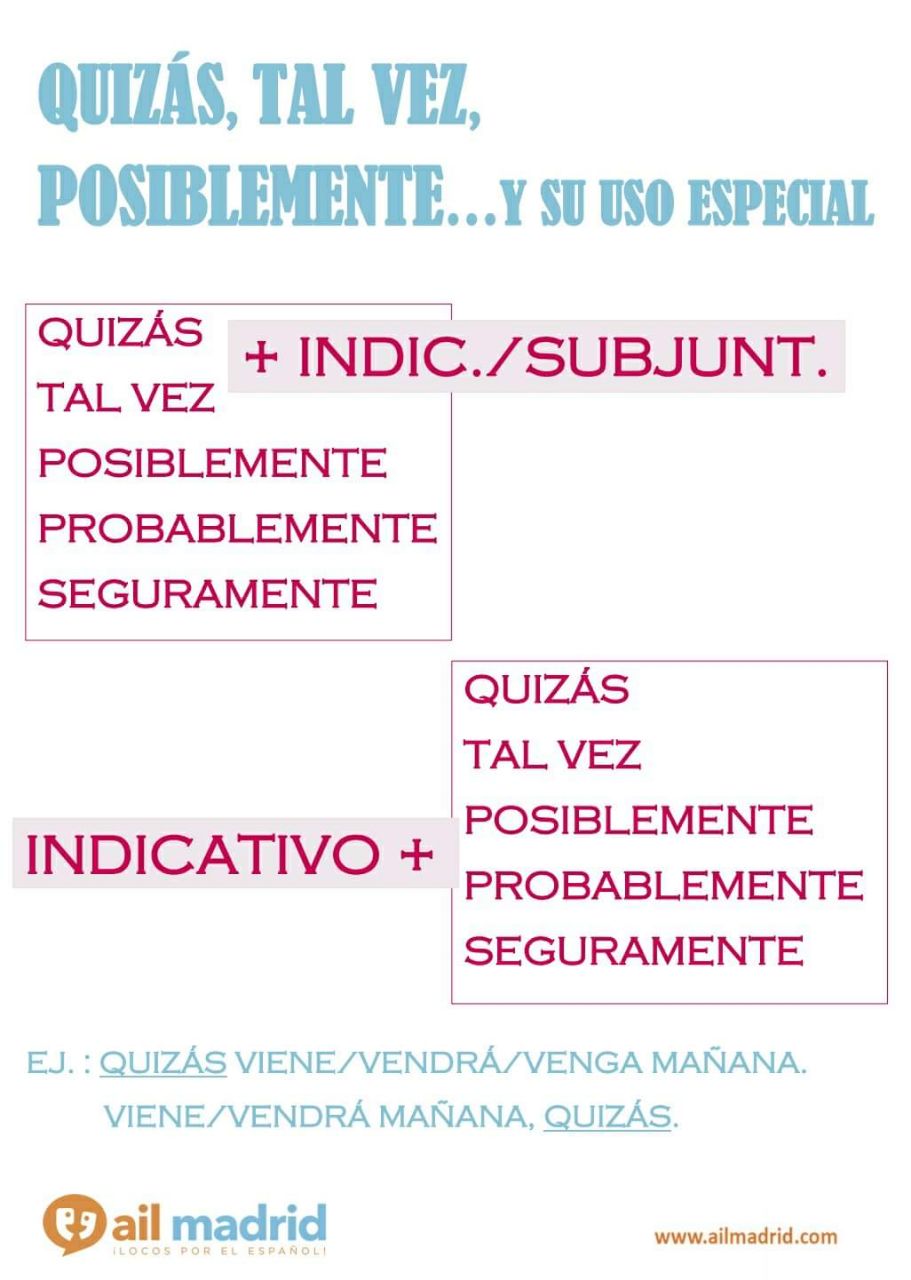 QUIZÁS, TAL VEZ,
POSIBLEMENTE...Y SU USO ESPECIAL
QUIZÁS
+ INDIC./SUBJUNT.
TAL VEZ
POSIBLEMENTE
PROBABLEMENTE
SEGURAMENTE
INDICATIVO +
QUIZÁS
TAL VEZ
POSIBLEMENTE
PROBABLEMENTE
SEGURAMENTE
EJ. : QUIZÁS VIENE/VENDRÁ/VENGA MAÑANA.
VIENE/VENDRÁ MAÑANA, QUIZÁS.
ail madrid
¡LOCOS POR EL ESPAÑOL!
www.ailmadrid.com